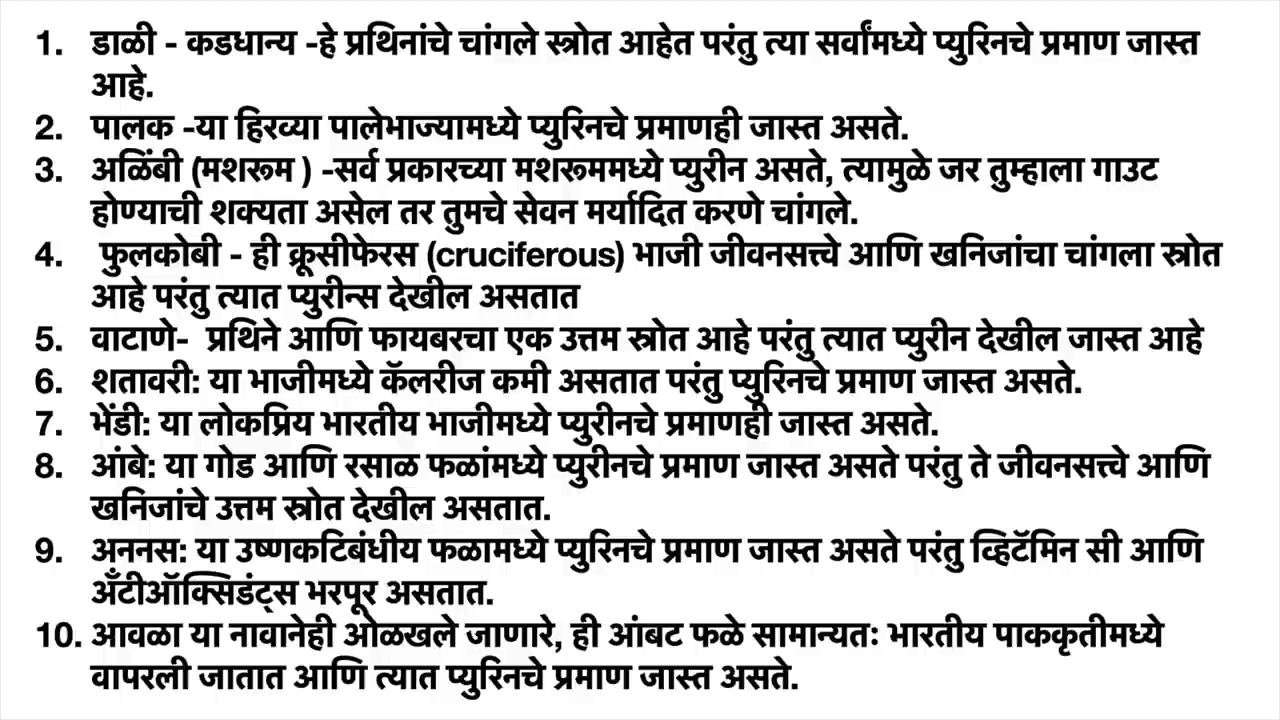 1. डाळी - कडधान्य -हे प्रथिनांचे चांगले स्त्रोत आहेत परंतु त्या सर्वांमध्ये प्युरिनचे प्रमाण जास्त
आहे.
2. पालक -या हिरव्या पालेभाज्यामध्ये प्युरिनचे प्रमाणही जास्त असते.
3. अळिंबी (मशरूम ) -सर्व प्रकारच्या मशरूममध्ये प्युरीन असते, त्यामुळे जर तुम्हाला गाउट
होण्याची शक्यता असेल तर तुमचे सेवन मर्यादित करणे चांगले.
4. फुलकोबी - ही क्रूसीफेरस (cruciferous) भाजी जीवनसत्त्वे आणि खनिजांचा चांगला स्रोत
आहे परंतु त्यात प्युरीन्स देखील असतात
5. वाटाणे- प्रथिने आणि फायबरचा एक उत्तम स्रोत आहे परंतु त्यात प्युरीन देखील जास्त आहे
6. शतावरी: या भाजीमध्ये कॅलरीज कमी असतात परंतु प्युरिनचे प्रमाण जास्त असते.
7. भेंडी: या लोकप्रिय भारतीय भाजीमध्ये प्युरीनचे प्रमाणही जास्त असते.
8. आंबे: या गोड आणि रसाळ फळांमध्ये प्युरीनचे प्रमाण जास्त असते परंतु ते जीवनसत्त्वे आणि
खनिजांचे उत्तम स्रोत देखील असतात.
9. अननस: या उष्णकटिबंधीय फळामध्ये प्युरिनचे प्रमाण जास्त असते परंतु व्हिटॅमिन सी आणि
अँटीऑक्सिडंट्स भरपूर असतात.
10. आवळा या नावानेही ओळखले जाणारे, ही आंबट फळे सामान्यतः भारतीय पाककृतीमध्ये
वापरली जातात आणि त्यात प्युरिनचे प्रमाण जास्त असते.